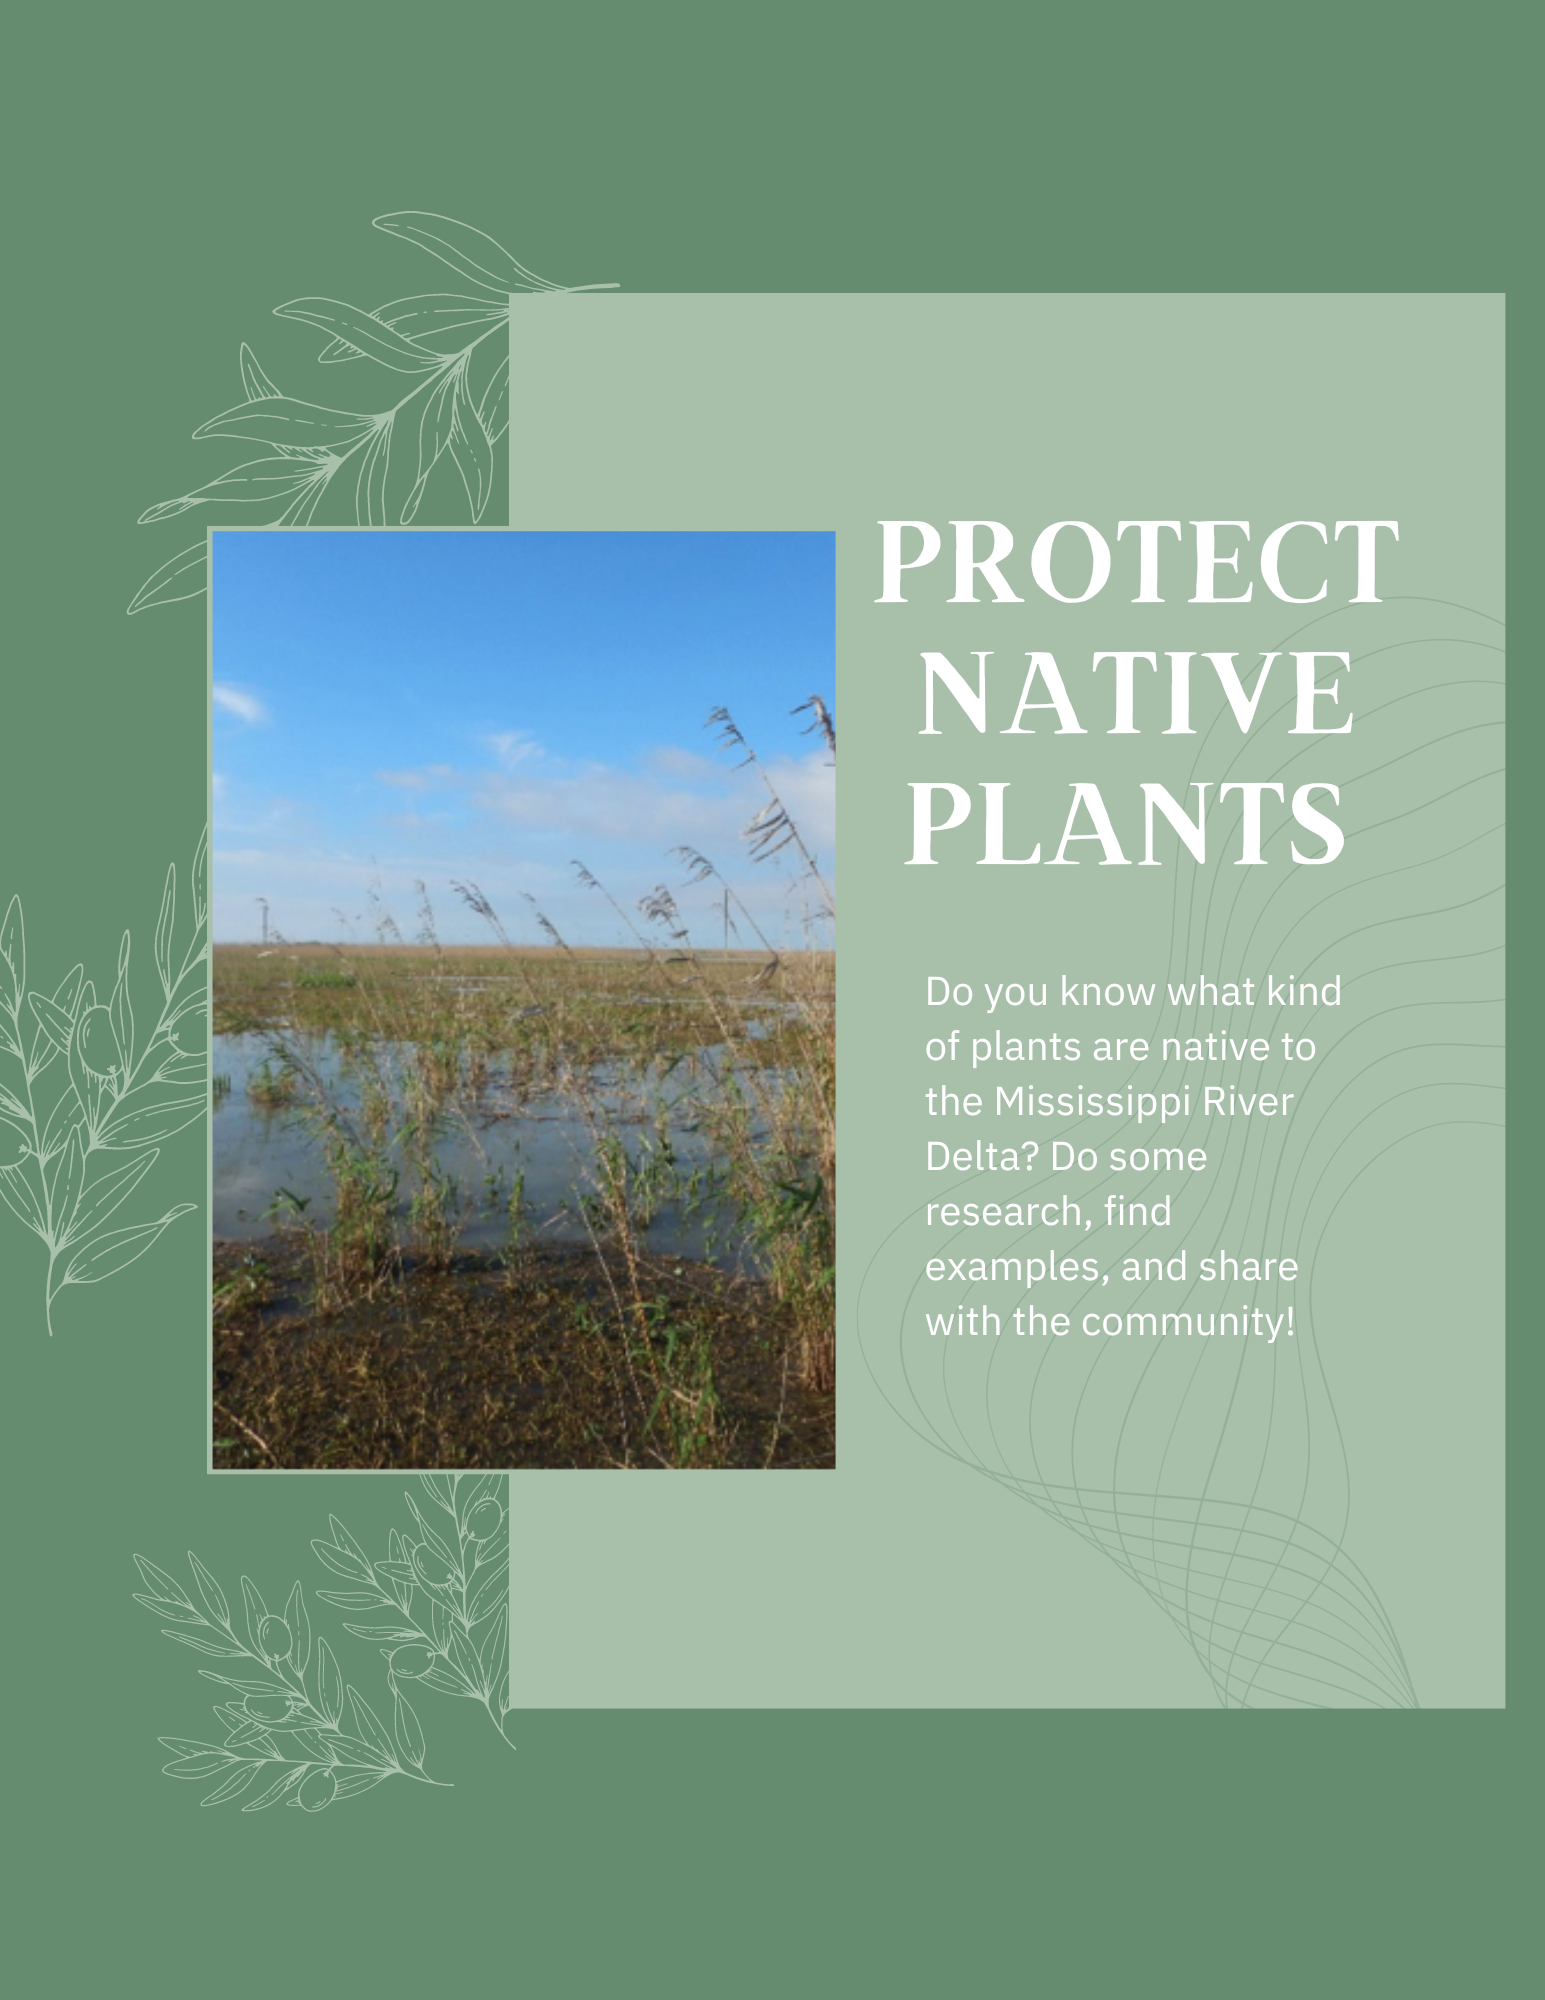 PROTECT
NATIVE
PLANTS
Do you know what kind
of plants are native to
the Mississippi River
Delta? Do some
research, find
examples, and share
with the community!